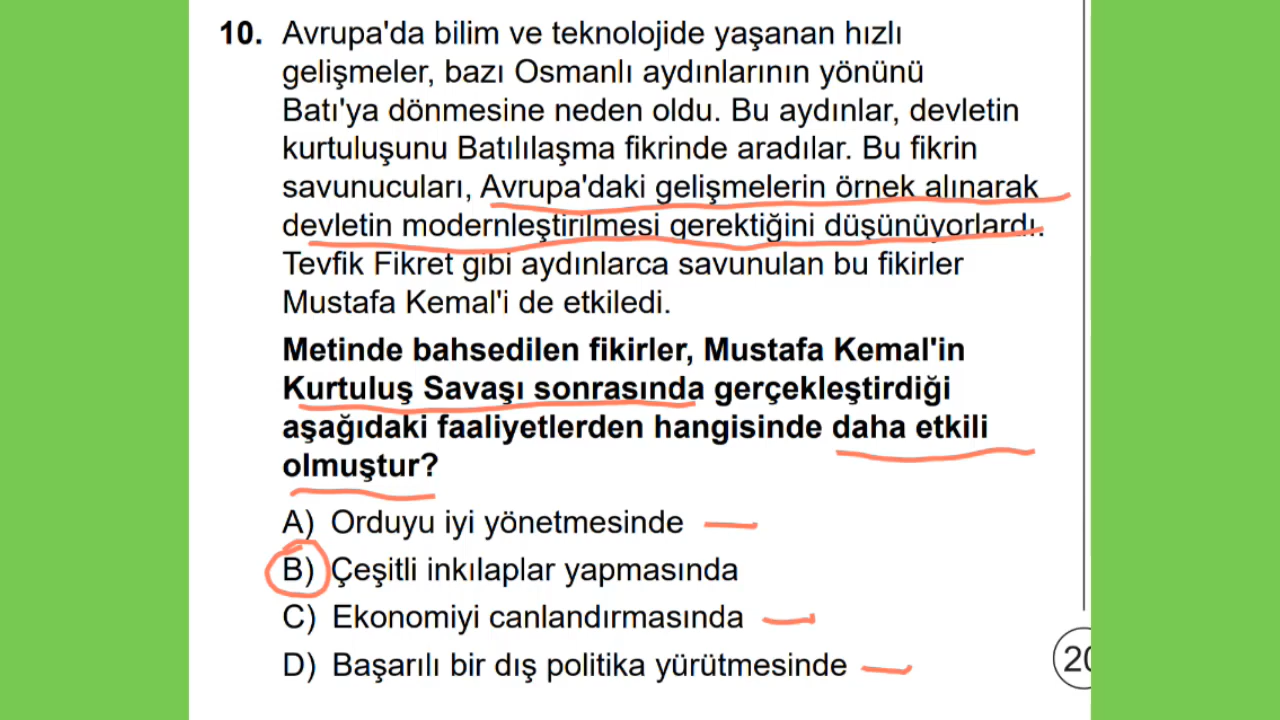 10. Avrupa'da bilim ve teknolojide yaşanan hızlı
gelişmeler, bazı Osmanlı aydınlarının yönünü
Batı'ya dönmesine neden oldu. Bu aydınlar, devletin
kurtuluşunu Batılılaşma fikrinde aradılar. Bu fikrin
savunucuları, Avrupa'daki gelişmelerin örnek alınarak
devletin modernleştirilmesi gerektiğini düşünüyorlardı.
Tevfik Fikret gibi aydınlarca savunulan bu fikirler
Mustafa Kemal'i de etkiledi.
Metinde bahsedilen fikirler, Mustafa Kemal'in
Kurtuluş Savaşı sonrasında gerçekleştirdiği
aşağıdaki faaliyetlerden hangisinde daha etkili
olmuştur?
A) Orduyu iyi yönetmesinde
B) Çeşitli inkılaplar yapmasında
C) Ekonomiyi canlandırmasında
D) Başarılı bir dış politika yürütmesinde